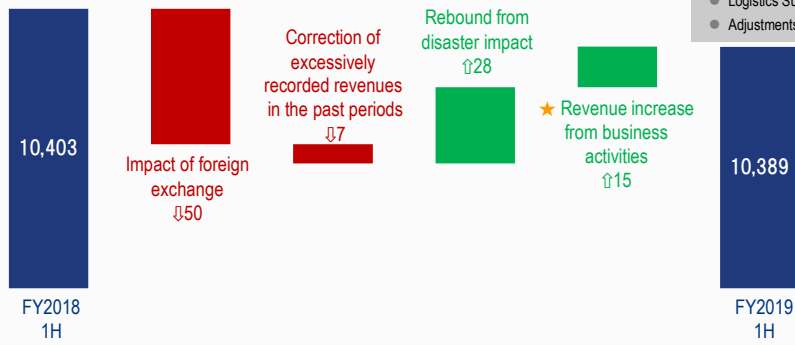 Logistics
Adjustments
Rebound from
disaster impact
⇧28
Correction of
excessively
recorded revenues
in the past periods
⇩7
★ Revenue increase
from business
activities
⇧15
10,403
Impact of foreign
exchange
⇩50
10,389
FY2018
1H
FY2019
1H